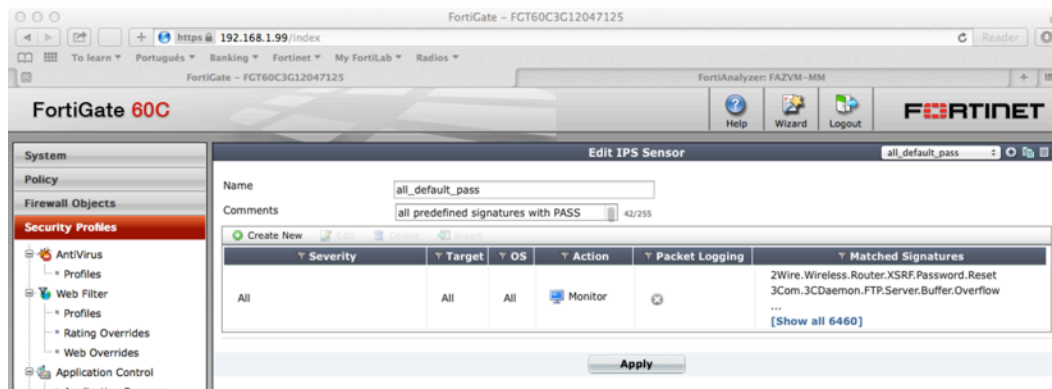 FortiGate – FGT60C3G12047125
https 192.168.1.99/index
Reader
To learn Português Banking Fortinet My FortiLab Radios
FortiGate – FGT60C3G12047125
FortiAnalyzer: FAZVM-MM
FortiGate 60C
Help
Wizard
Logout
FORTINET
System
Policy
Firewall Objects
Security Profiles
AntiVirus
Profiles
Web Filter
Profiles
Rating Overrides
Web Overrides
Application Control
Edit IPS Sensor
all_default_pass
Name
all_default_pass
Comments
all predefined signatures with PASS
42/255
Create New Edit Delete Insert
Severity Target OS Action Packet Logging Matched Signatures
All All All Monitor
2Wire.Wireless.Router.XSRF.Password.Reset
3Com.3CDaemon.FTP.Server.Buffer.Overflow
...
[Show all 6460]
Apply